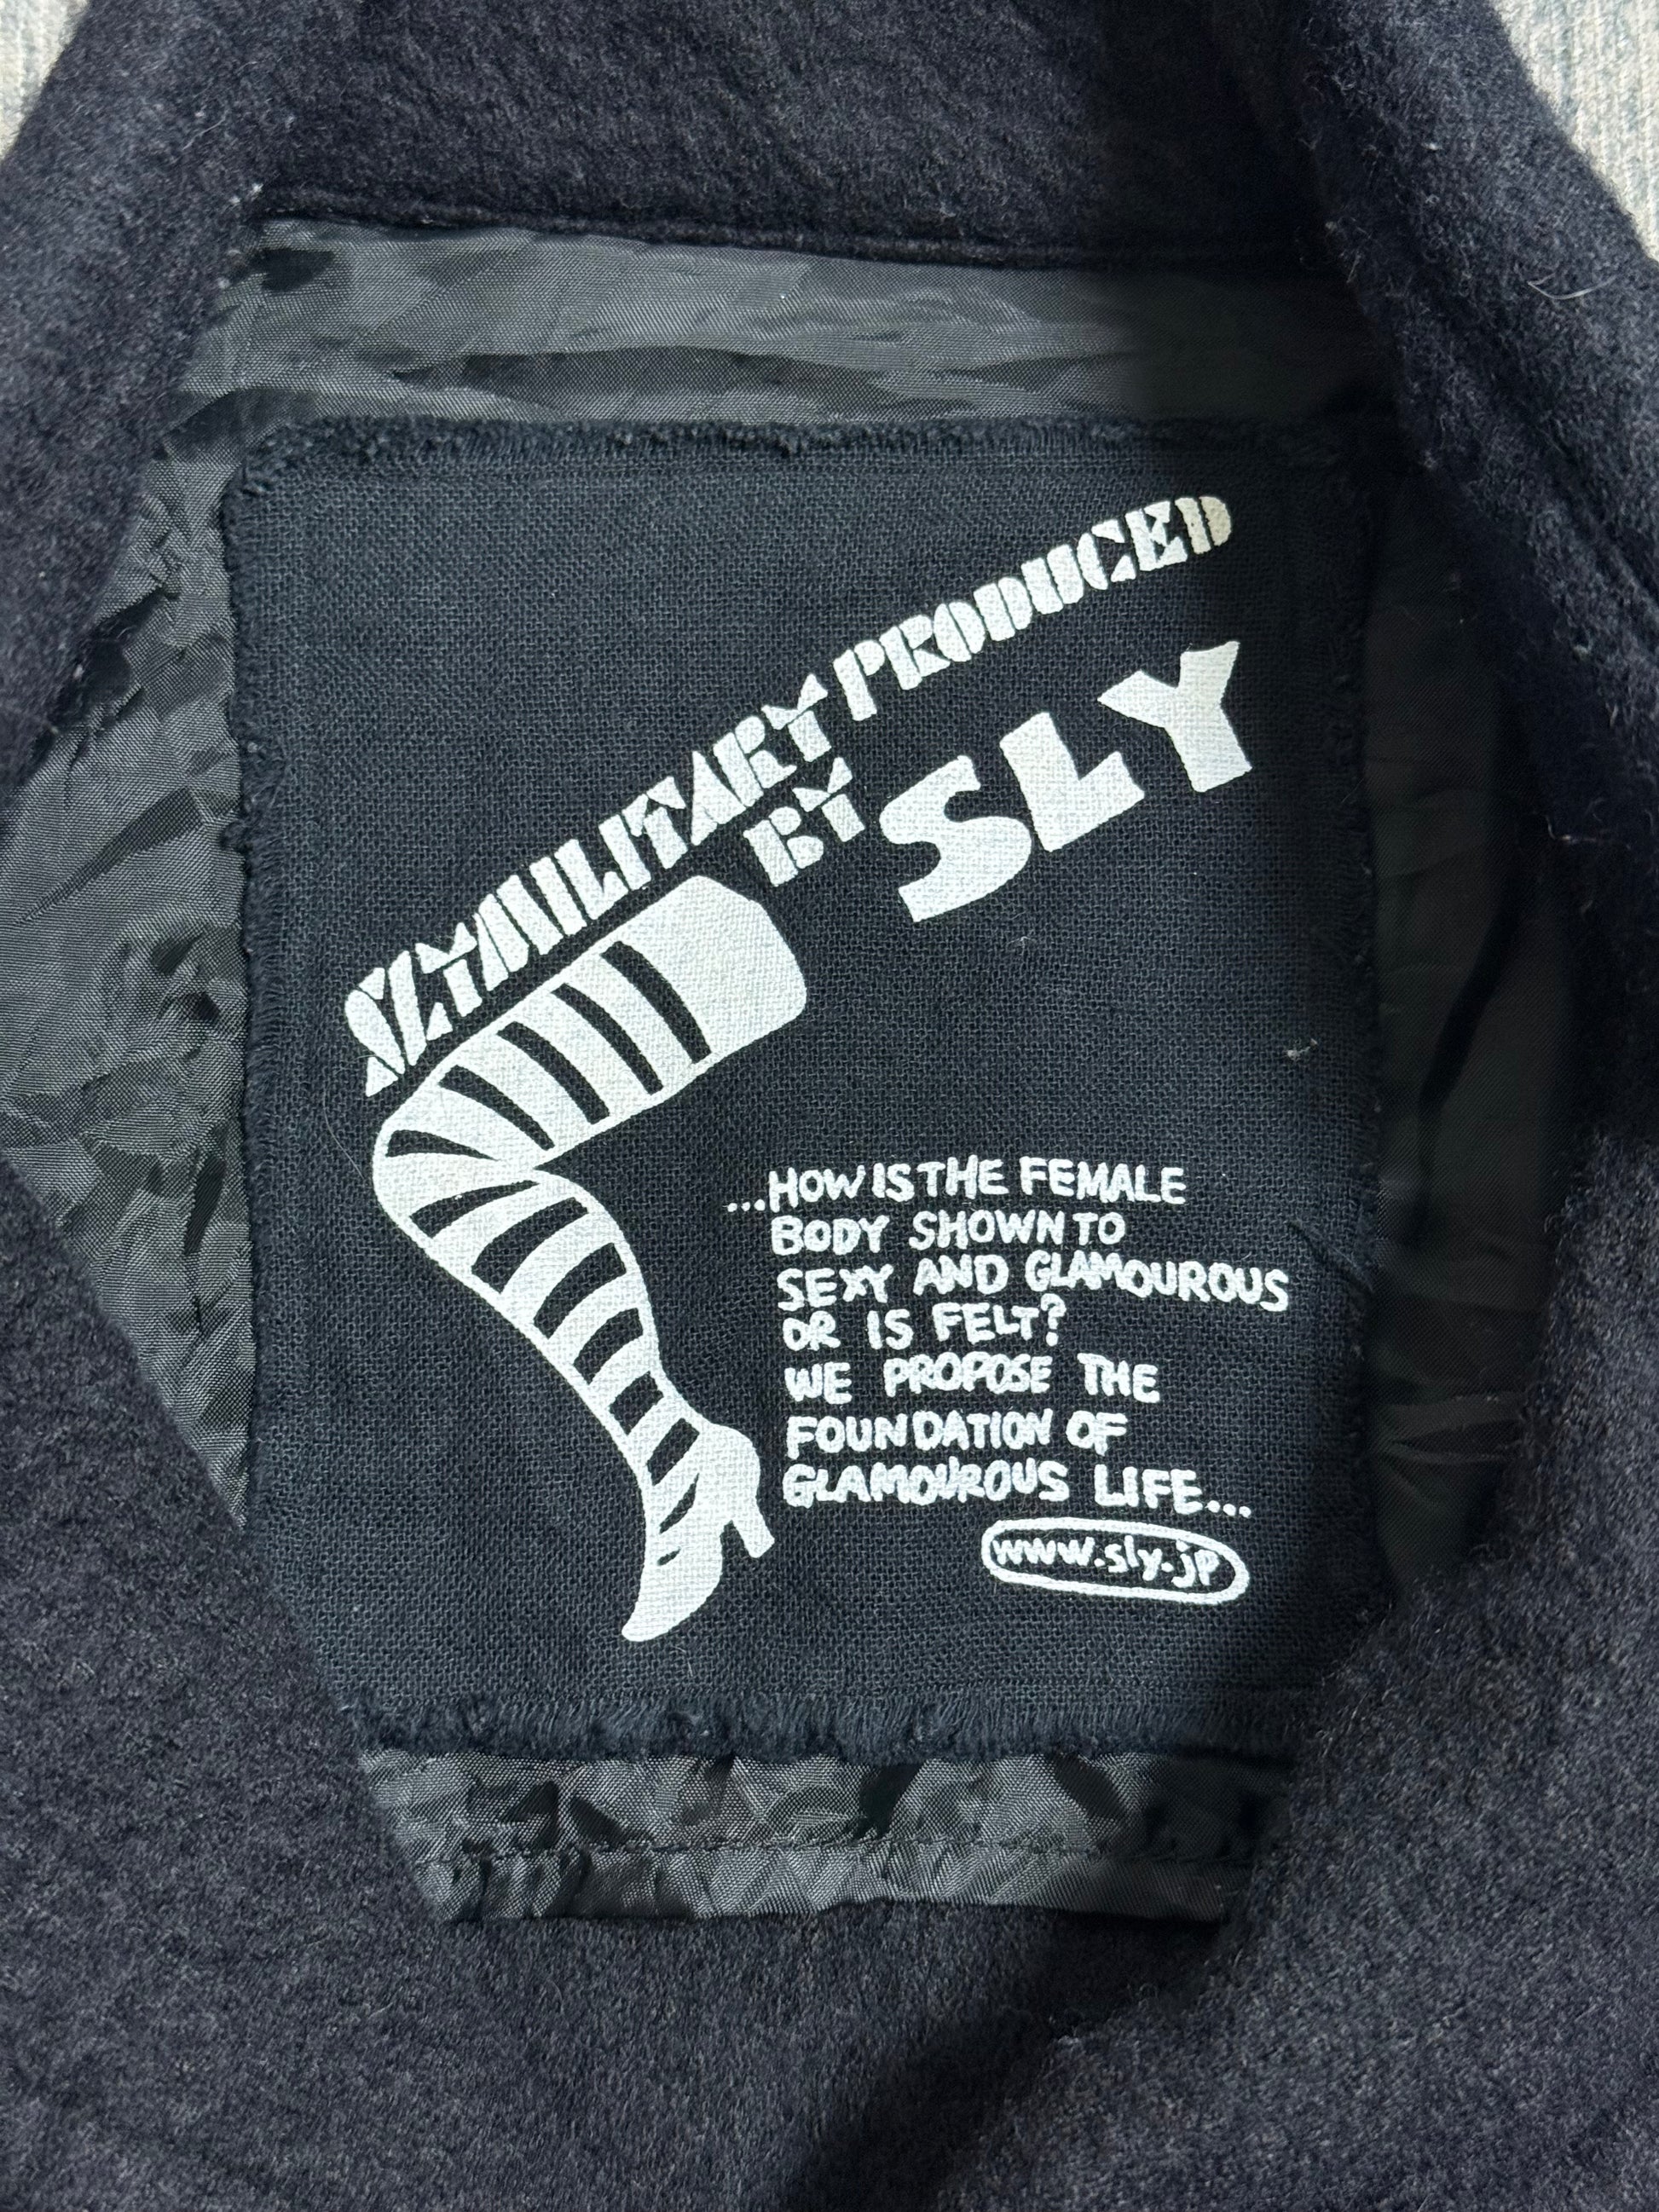 SLYMILITARY PRODUCED
BY SLY
...HOW IS THE FEMALE
BODY SHOWN TO
SEXY AND GLAMOUROUS
OR IS FELT?
WE PROPOSE THE
FOUNDATION OF
GLAMOUROUS LIFE...
www.sly.jp